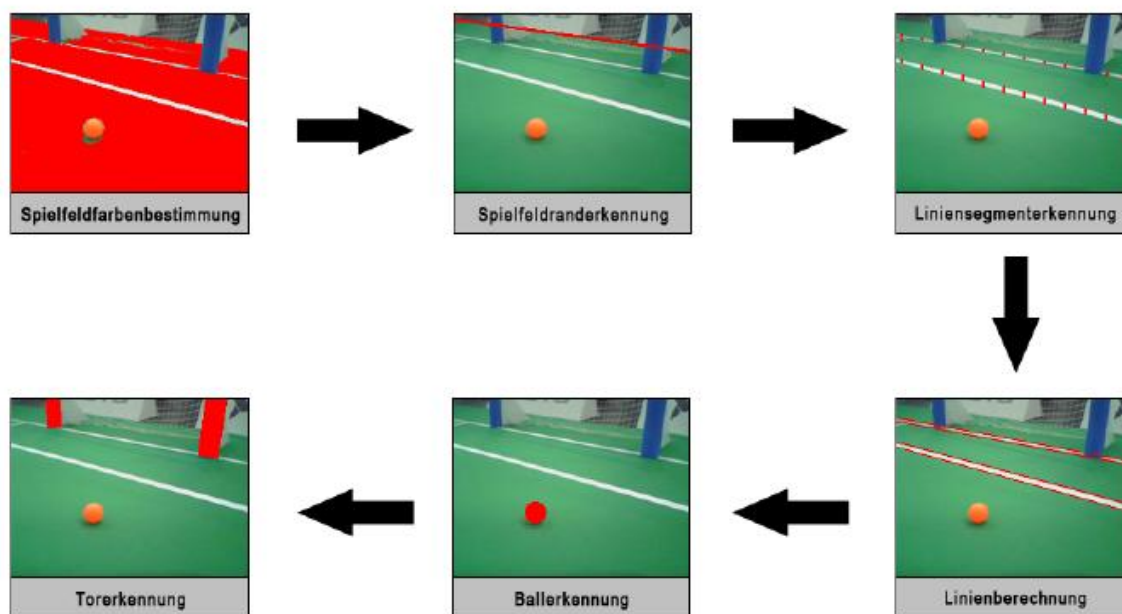 Spielfeldfarbenbestimmung
Spielfeldranderkennung
Liniensegmenterkennung
Linienberechnung
Ballerkennung
Torerkennung